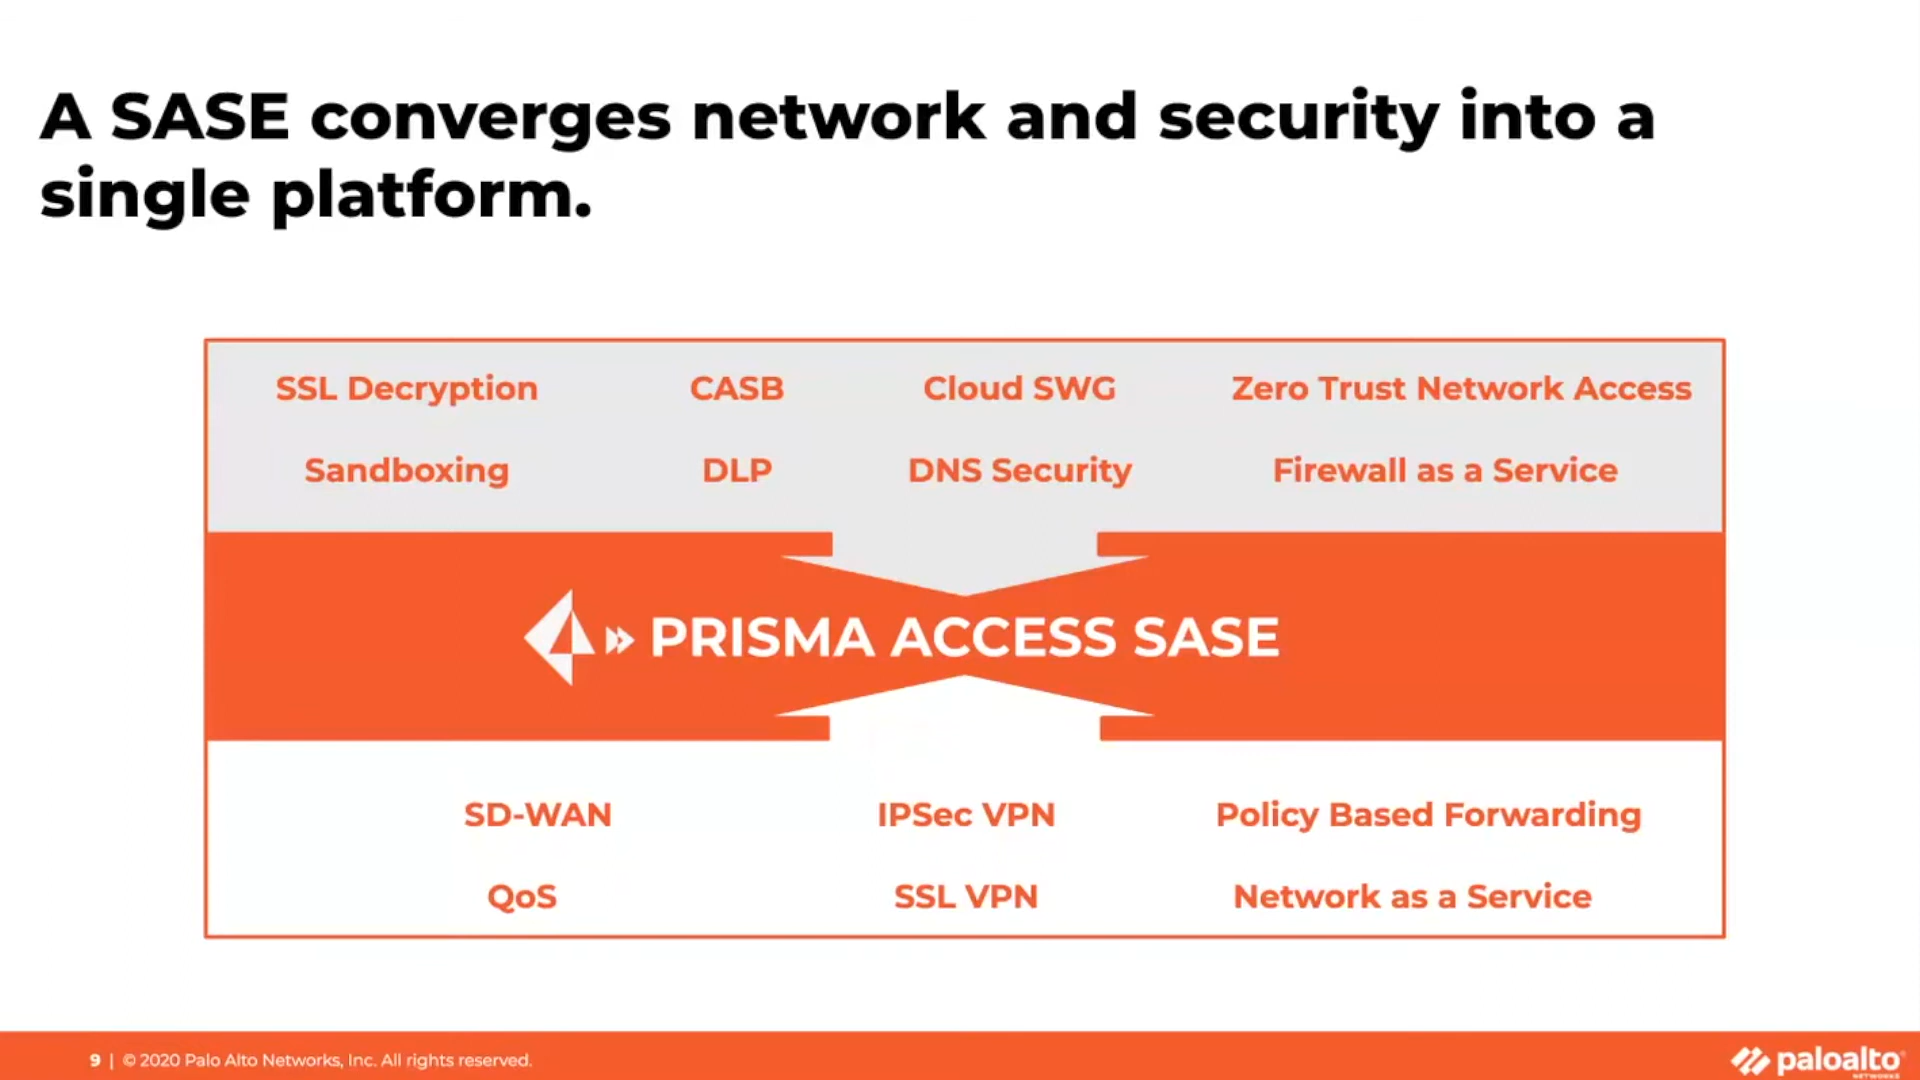 A SASE converges network and security into a
single platform.
SSL Decryption CASB Cloud SWG Zero Trust Network Access
Sandboxing DLP DNS Security Firewall as a Service
PRISMA ACCESS SASE
SD-WAN IPSec VPN Policy Based Forwarding
QoS SSL VPN Network as a Service
9 | © 2020 Palo Alto Networks, Inc. All rights reserved.
paloalto
NETWORKS